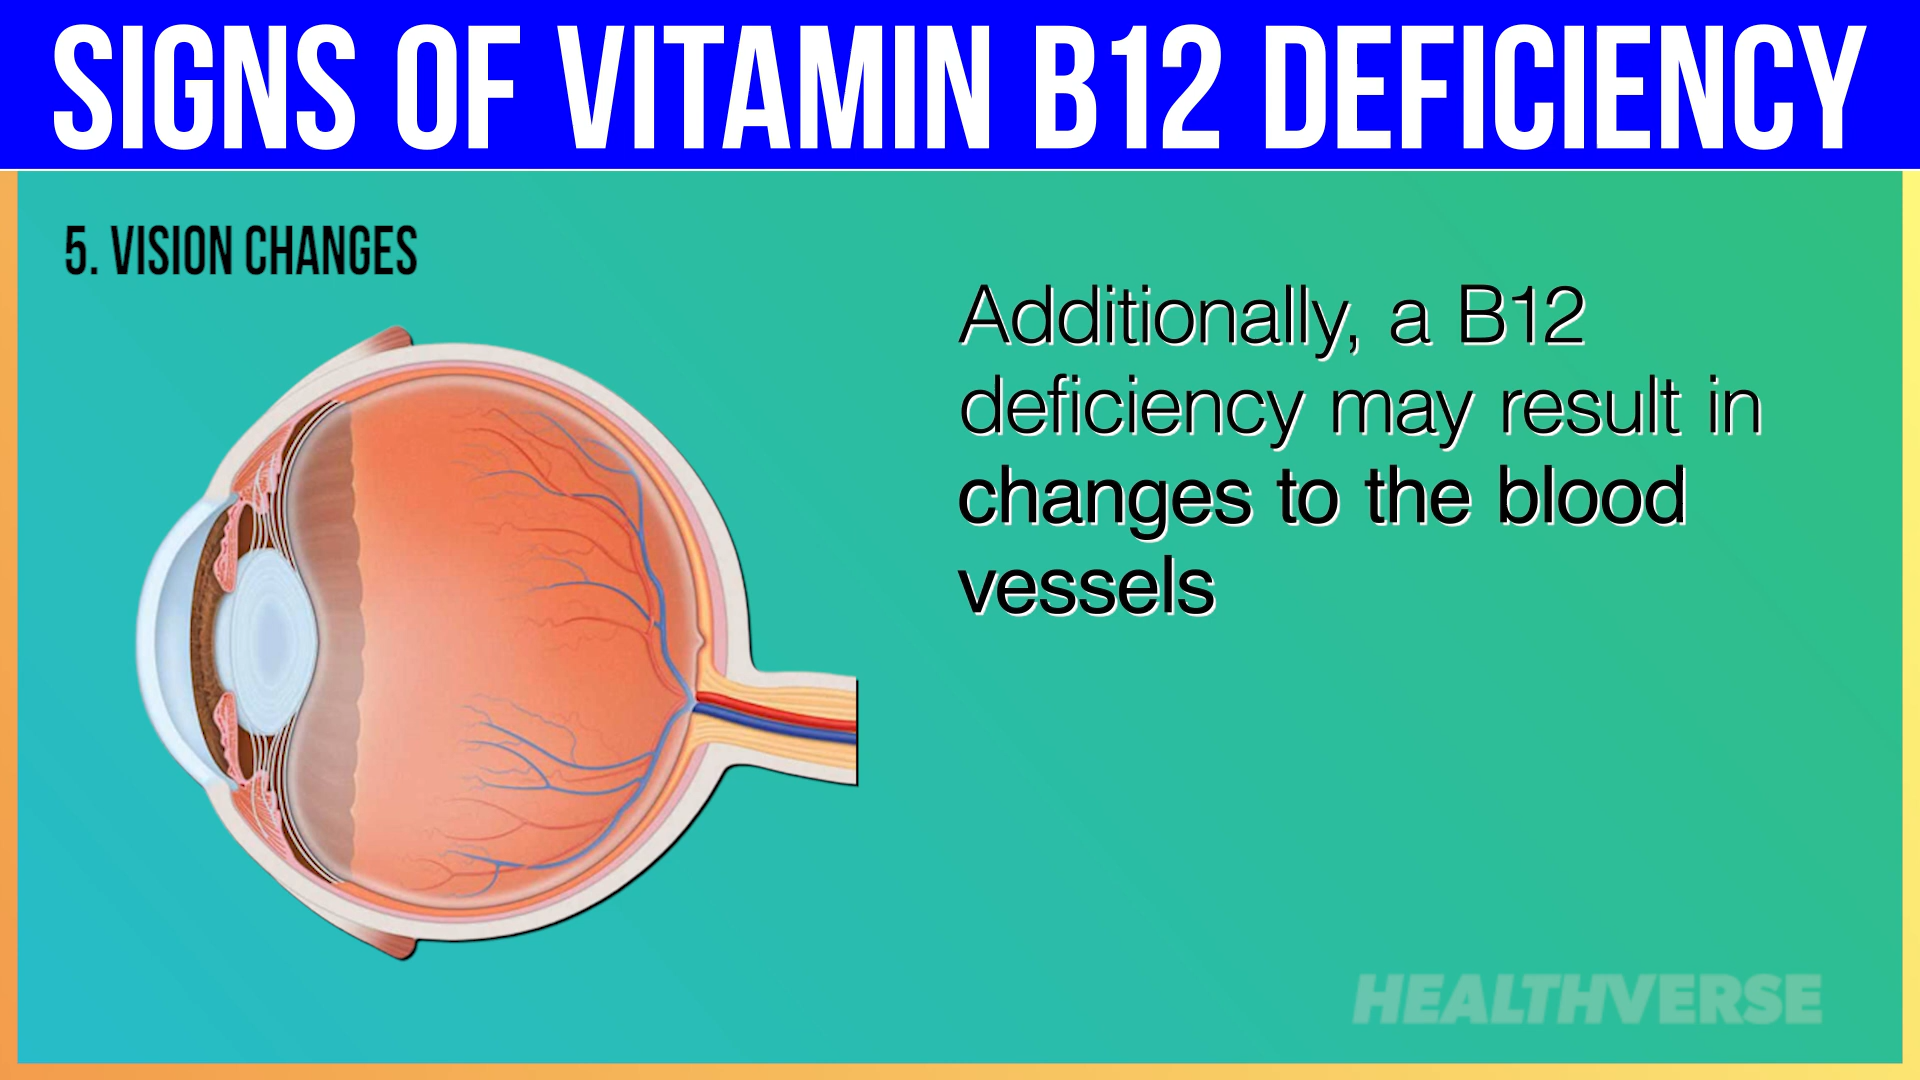 SIGNS OF VITAMIN B12 DEFICIENCY
5. VISION CHANGES
Additionally, a B12
deficiency may result in
changes to the blood
vessels
HEALTHVERSE